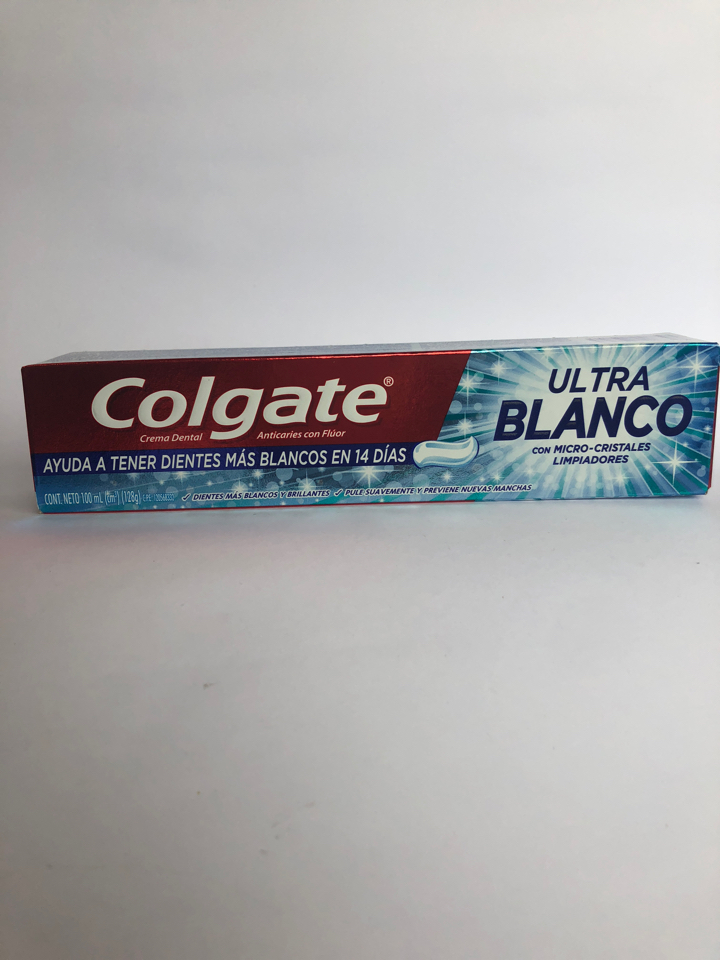 Colgate®
Crema Dental Anticaries con Flúor
AYUDA A TENER DIENTES MÁS BLANCOS EN 14 DÍAS
CONT. NETO 100 mL (cm³) (128g)
✓ DIENTES MÁS BLANCOS Y BRILLANTES ✓ PULE SUAVEMENTE Y PREVIENE NUEVAS MANCHAS
ULTRA
BLANCO
CON MICRO-CRISTALES
LIMPIADORES